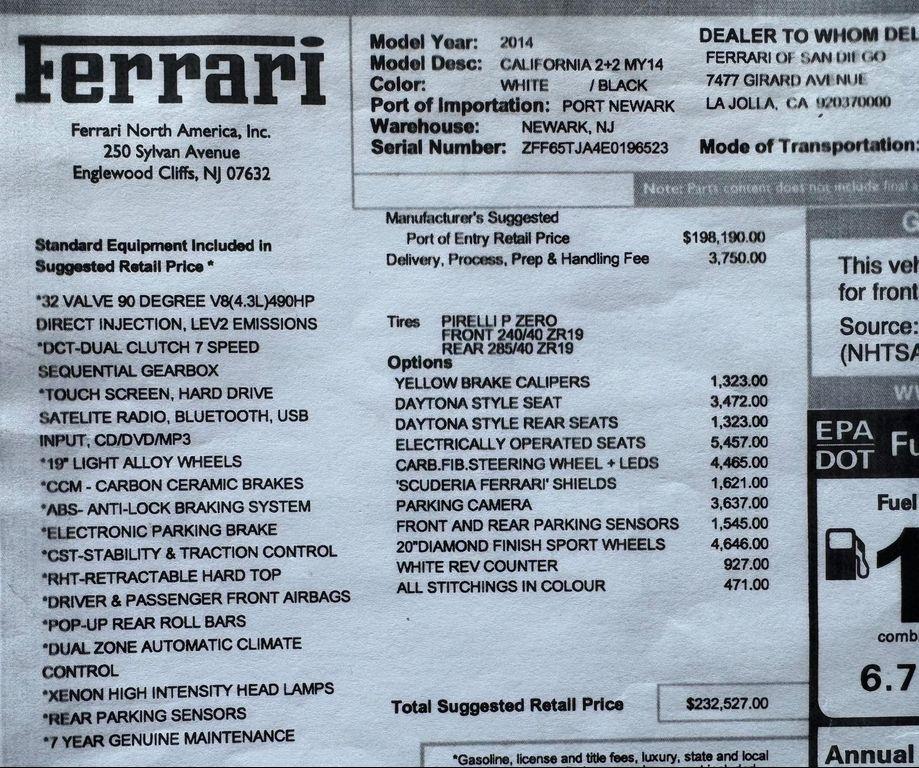 Ferrari
Ferrari North America, Inc.
250 Sylvan Avenue
Englewood Cliffs, NJ 07632
Model Year: 2014
Model Desc: CALIFORNIA 2+2 MY14
Color: WHITE / BLACK
Port of Importation: PORT NEWARK
Warehouse: NEWARK, NJ
Serial Number: ZFF65TJA4E0196523
DEALER TO WHOM DEL
FERRARI OF SAN DIEGO
7477 GIRARD AVENUE
LA JOLLA, CA 920370000
Mode of Transportation:
Note: Parts content does not include final
Standard Equipment Included in
Suggested Retail Price *
*32 VALVE 90 DEGREE V8(4.3L)490HP
DIRECT INJECTION, LEV2 EMISSIONS
*DCT-DUAL CLUTCH 7 SPEED
SEQUENTIAL GEARBOX
*TOUCH SCREEN, HARD DRIVE
SATELITE RADIO, BLUETOOTH, USB
INPUT, CD/DVD/MP3
*19" LIGHT ALLOY WHEELS
*CCM - CARBON CERAMIC BRAKES
*ABS- ANTI-LOCK BRAKING SYSTEM
*ELECTRONIC PARKING BRAKE
*CST-STABILITY & TRACTION CONTROL
*RHT-RETRACTABLE HARD TOP
*DRIVER & PASSENGER FRONT AIRBAGS
*POP-UP REAR ROLL BARS
*DUAL ZONE AUTOMATIC CLIMATE
CONTROL
*XENON HIGH INTENSITY HEAD LAMPS
*REAR PARKING SENSORS
*7 YEAR GENUINE MAINTENANCE
Manufacturer's Suggested
Port of Entry Retail Price $198,190.00
Delivery, Process, Prep & Handling Fee 3,750.00
Tires PIRELLI P ZERO
FRONT 240/40 ZR19
REAR 285/40 ZR19
Options
YELLOW BRAKE CALIPERS 1,323.00
DAYTONA STYLE SEAT 3,472.00
DAYTONA STYLE REAR SEATS 1,323.00
ELECTRICALLY OPERATED SEATS 5,457.00
CARB.FIB.STEERING WHEEL + LEDS 4,465.00
'SCUDERIA FERRARI' SHIELDS 1,621.00
PARKING CAMERA 3,637.00
FRONT AND REAR PARKING SENSORS 1,545.00
20"DIAMOND FINISH SPORT WHEELS 4,646.00
WHITE REV COUNTER 927.00
ALL STITCHINGS IN COLOUR 471.00
Total Suggested Retail Price $232,527.00
*Gasoline, license and title fees, luxury, state and local
G
This veh
for front
Source:
(NHTSA
W
EPA
DOT Fu
Fuel
1
comb
6.7
Annual